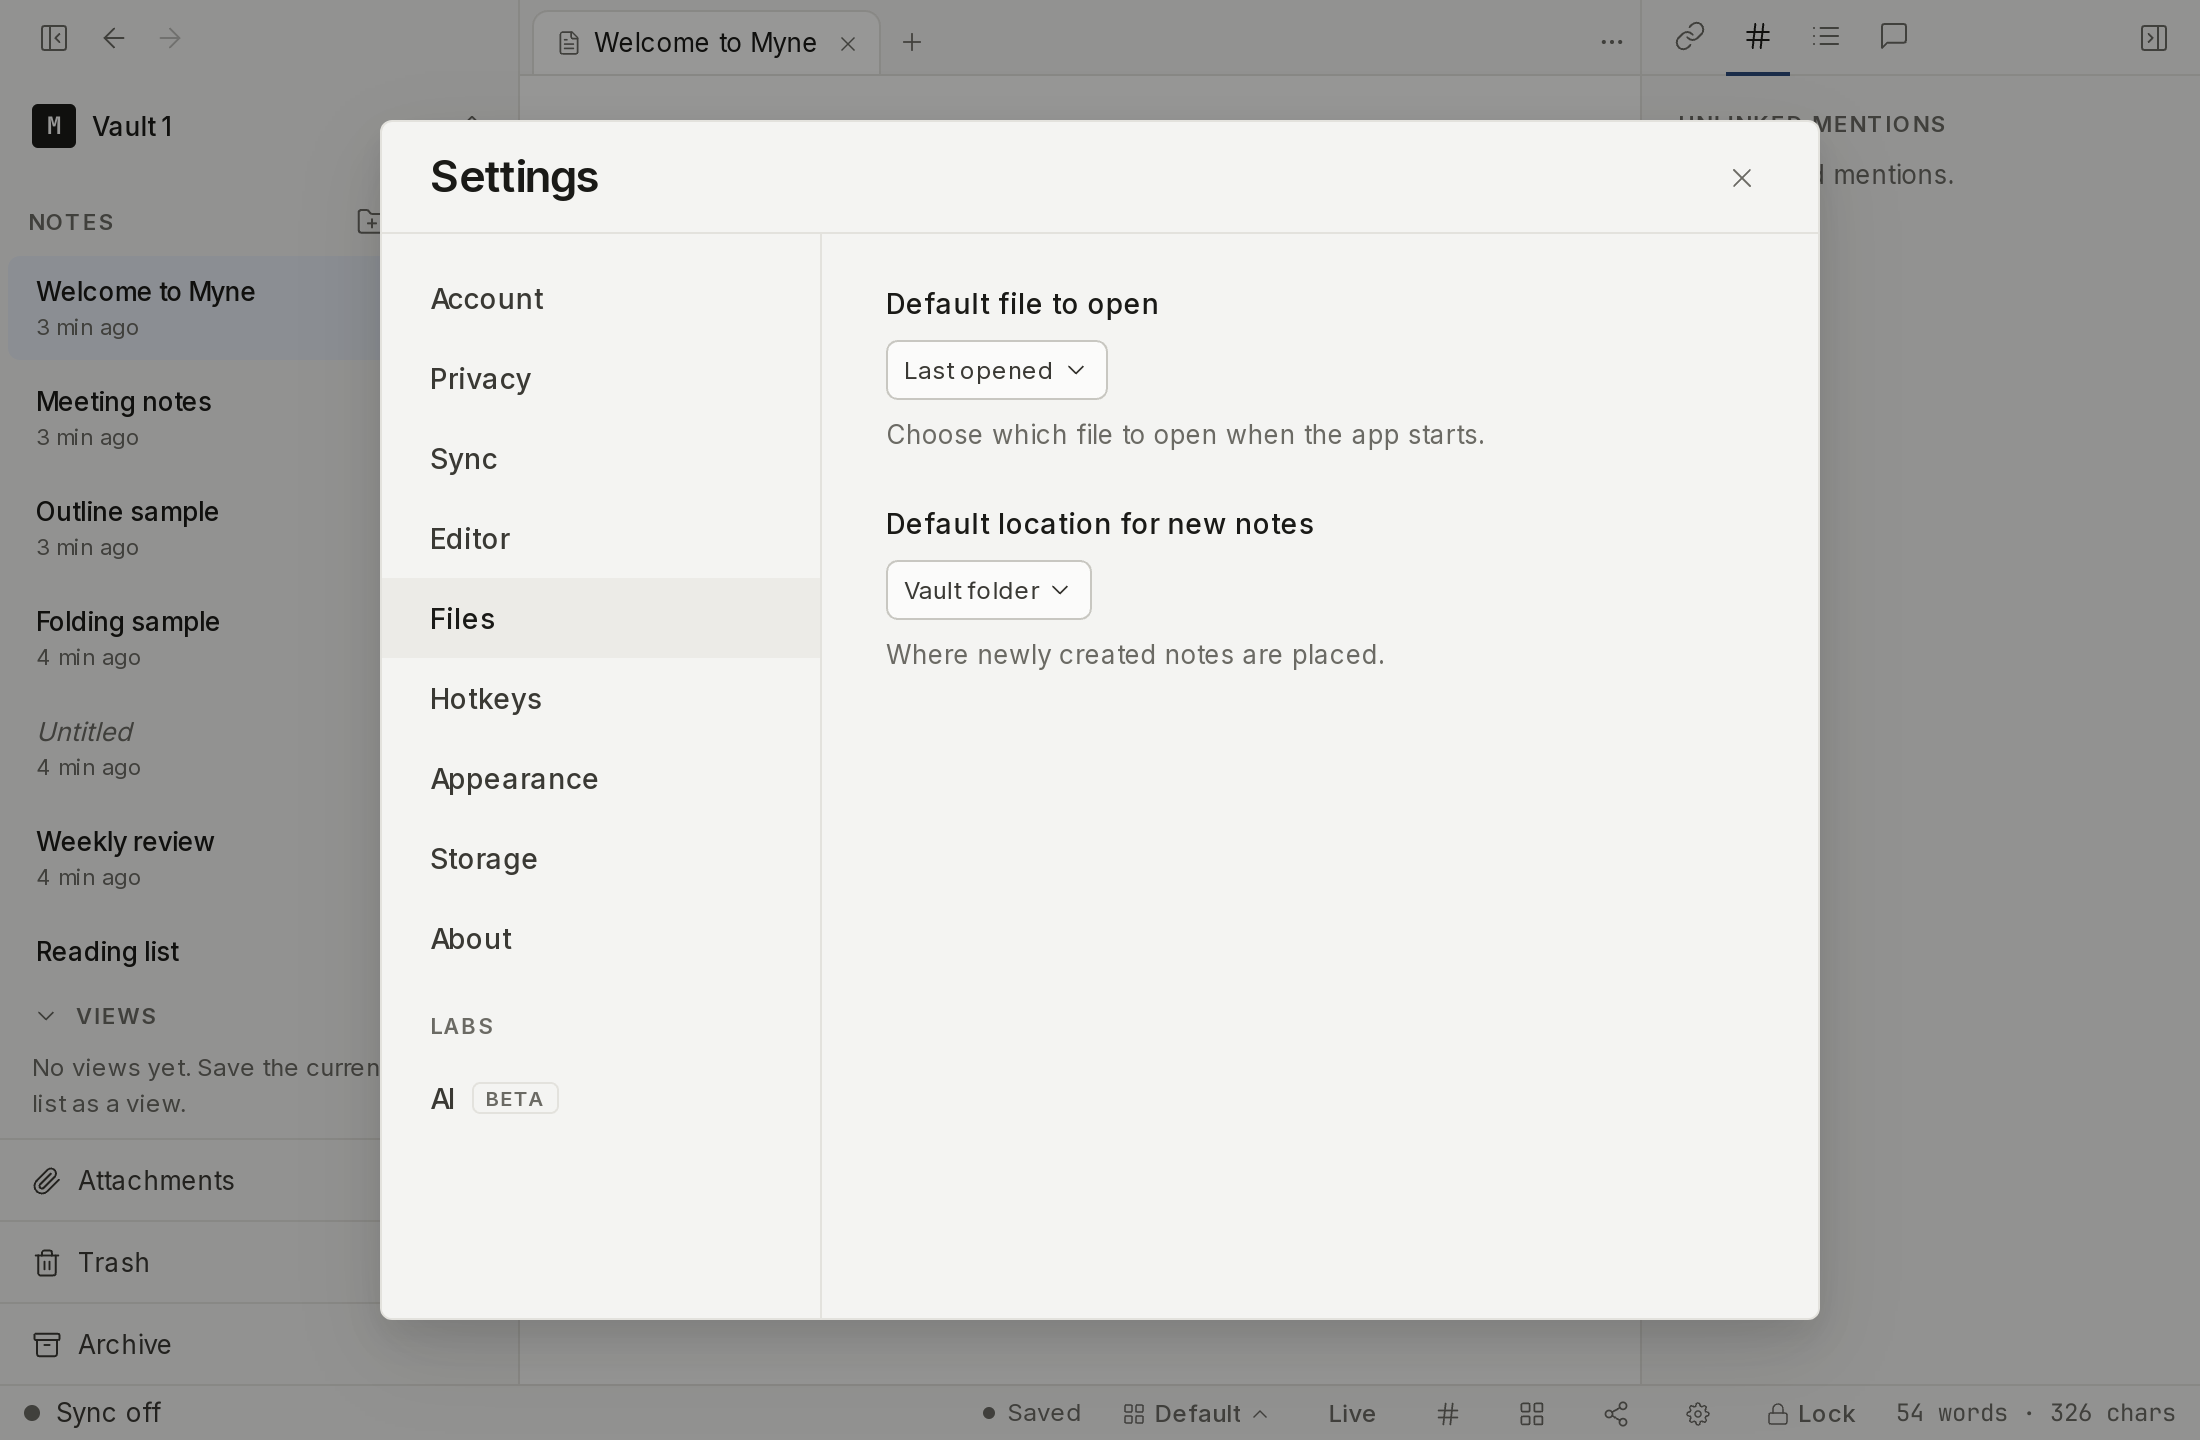 Welcome to Myne
M Vault 1
UNLINKED MENTIONS
mentions.
NOTES
Welcome to Myne
3 min ago
Meeting notes
3 min ago
Outline sample
3 min ago
Folding sample
4 min ago
Untitled
4 min ago
Weekly review
4 min ago
Reading list
VIEWS
No views yet. Save the curren
list as a view.
Attachments
Trash
Archive
Settings
Account
Privacy
Sync
Editor
Files
Hotkeys
Appearance
Storage
About
LABS
AI BETA
Default file to open
Last opened
Choose which file to open when the app starts.
Default location for new notes
Vault folder
Where newly created notes are placed.
Sync off
Saved
Default
Live
Lock
54 words · 326 chars